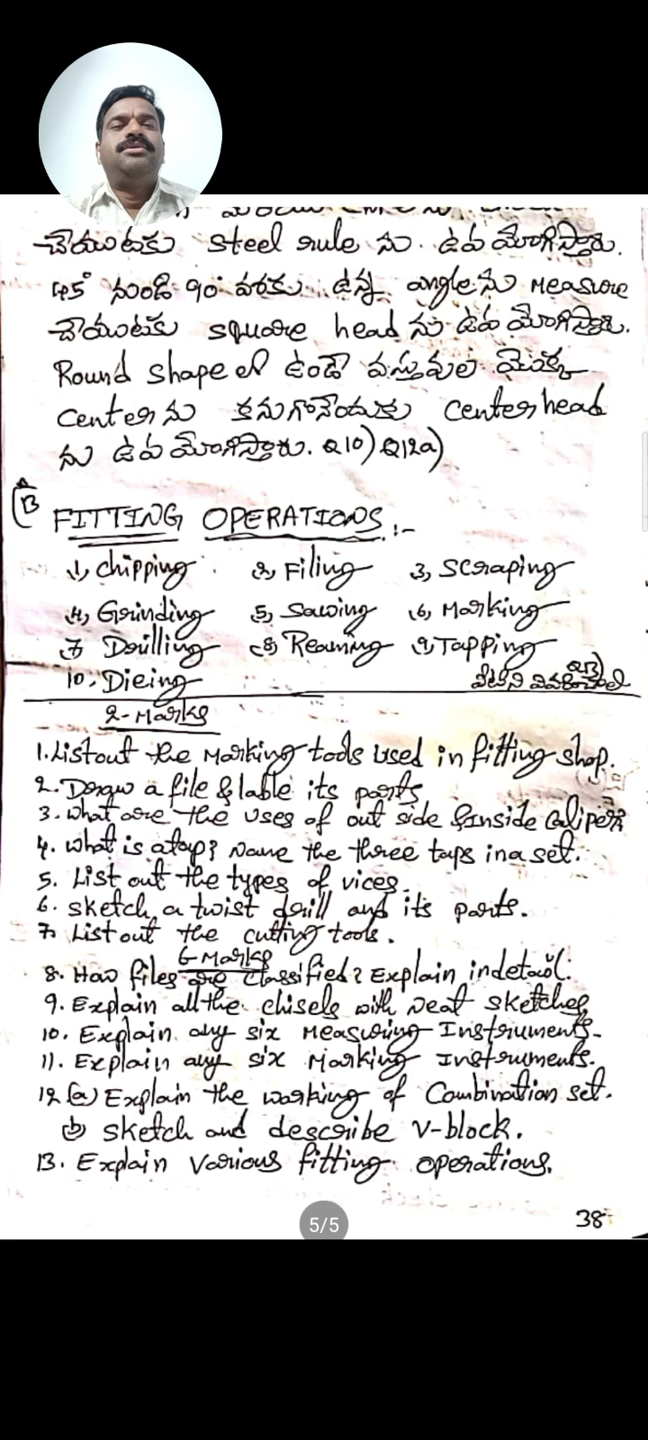 చేయుటకు steel rule ను ఉపయోగిస్తారు.
45° నుండి 90° వరకు ఉన్న angle ను Measure
చేయుటకు square head ను ఉపయోగిస్తారు.
Round shape లో ఉండే వస్తువుల యొక్క
center ను కనుగొనేందుకు center head
ను ఉపయోగిస్తారు. Q10) Q12a)
13 FITTING OPERATIONS :-
1, Chipping 2, Filing 3, Scraping
4, Grinding 5, Sawing 6, Marking
7, Drilling 8, Reaming 9, Tapping
10. Dieing వీటిని వివరించాలి Q13)
2-Marks
1. Listout the Marking tools used in fitting shop.
2. Draw a file & lable its parts
3. What are the uses of out side & inside Calipers
4. What is a tap? Name the three taps in a set.
5. List out the types of vices.
6. Sketch a twist drill and its parts.
7. List out the cutting tools.
6-Marks
8. How files are classified? Explain indetail.
9. Explain all the chisels with neat sketches
10. Explain any six Measuring Instruments.
11. Explain any six Marking Instruments.
12 (a) Explain the working of Combination set.
(b) Sketch and describe V-block.
13. Explain various fitting operations.
5/5
38